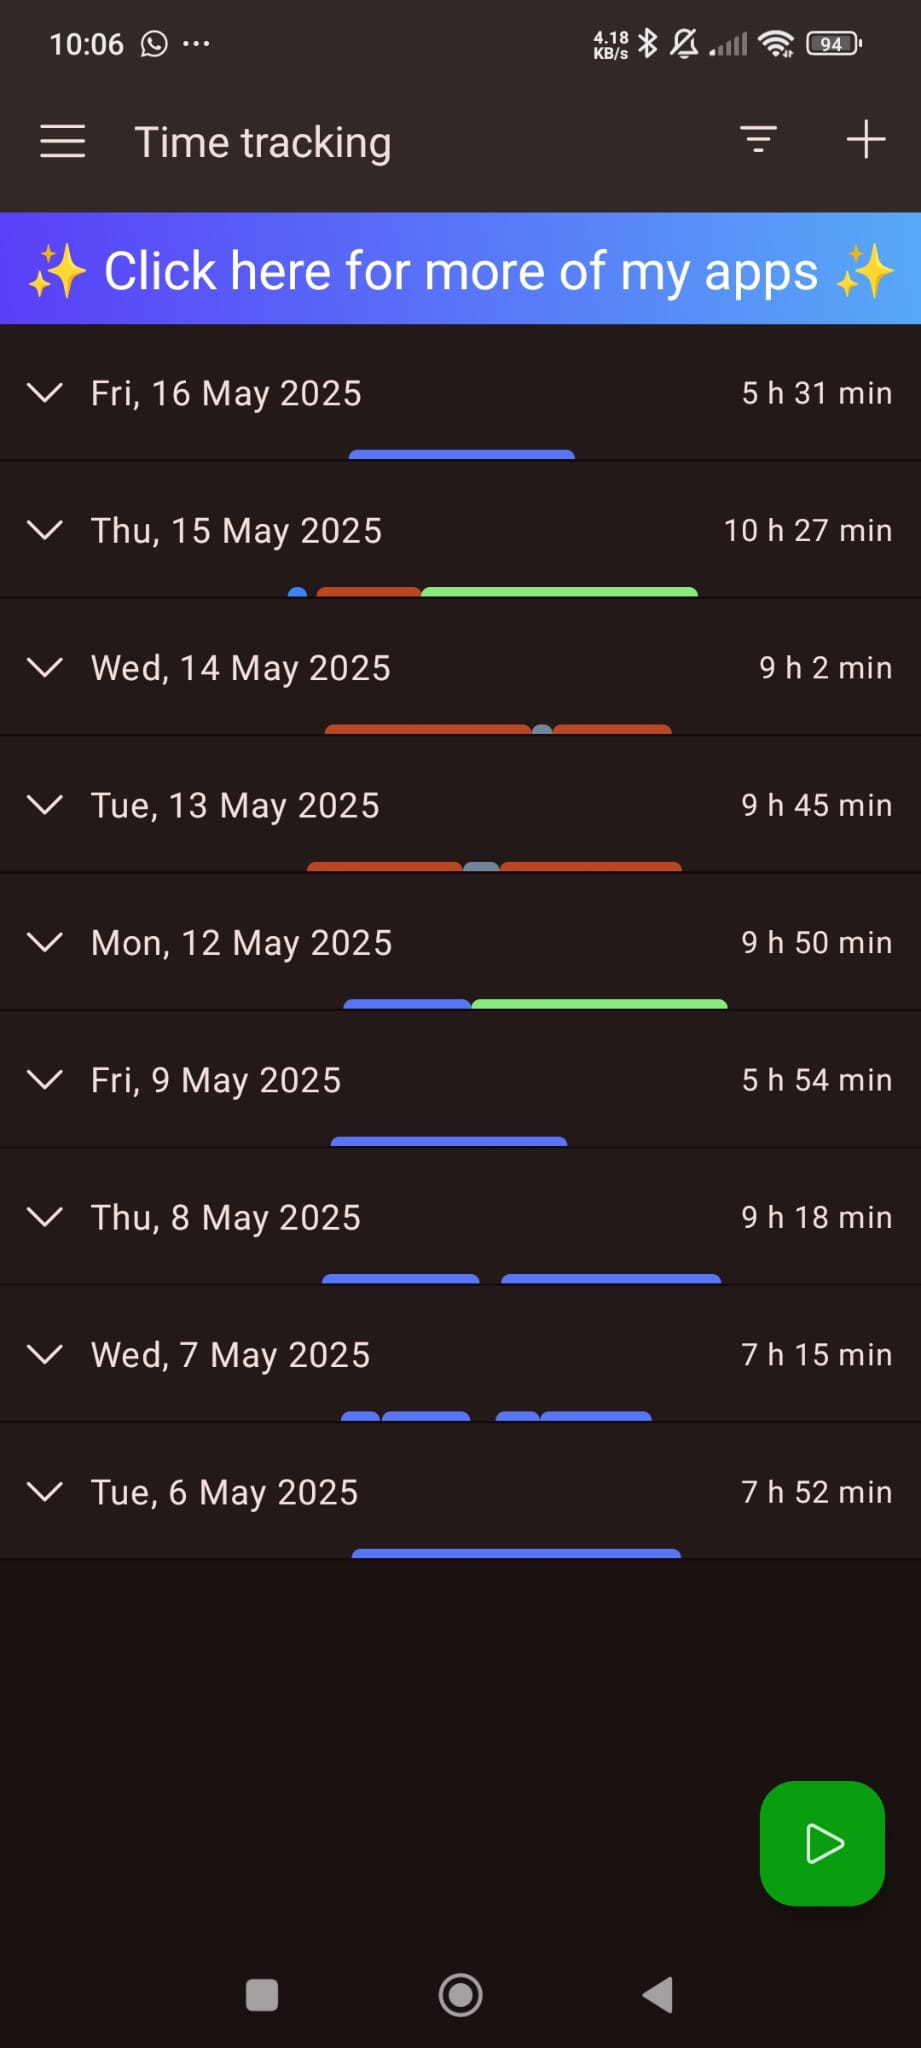 10:06
4.18
KB/s
94
Time tracking
✨ Click here for more of my apps ✨
Fri, 16 May 2025 5 h 31 min
Thu, 15 May 2025 10 h 27 min
Wed, 14 May 2025 9 h 2 min
Tue, 13 May 2025 9 h 45 min
Mon, 12 May 2025 9 h 50 min
Fri, 9 May 2025 5 h 54 min
Thu, 8 May 2025 9 h 18 min
Wed, 7 May 2025 7 h 15 min
Tue, 6 May 2025 7 h 52 min